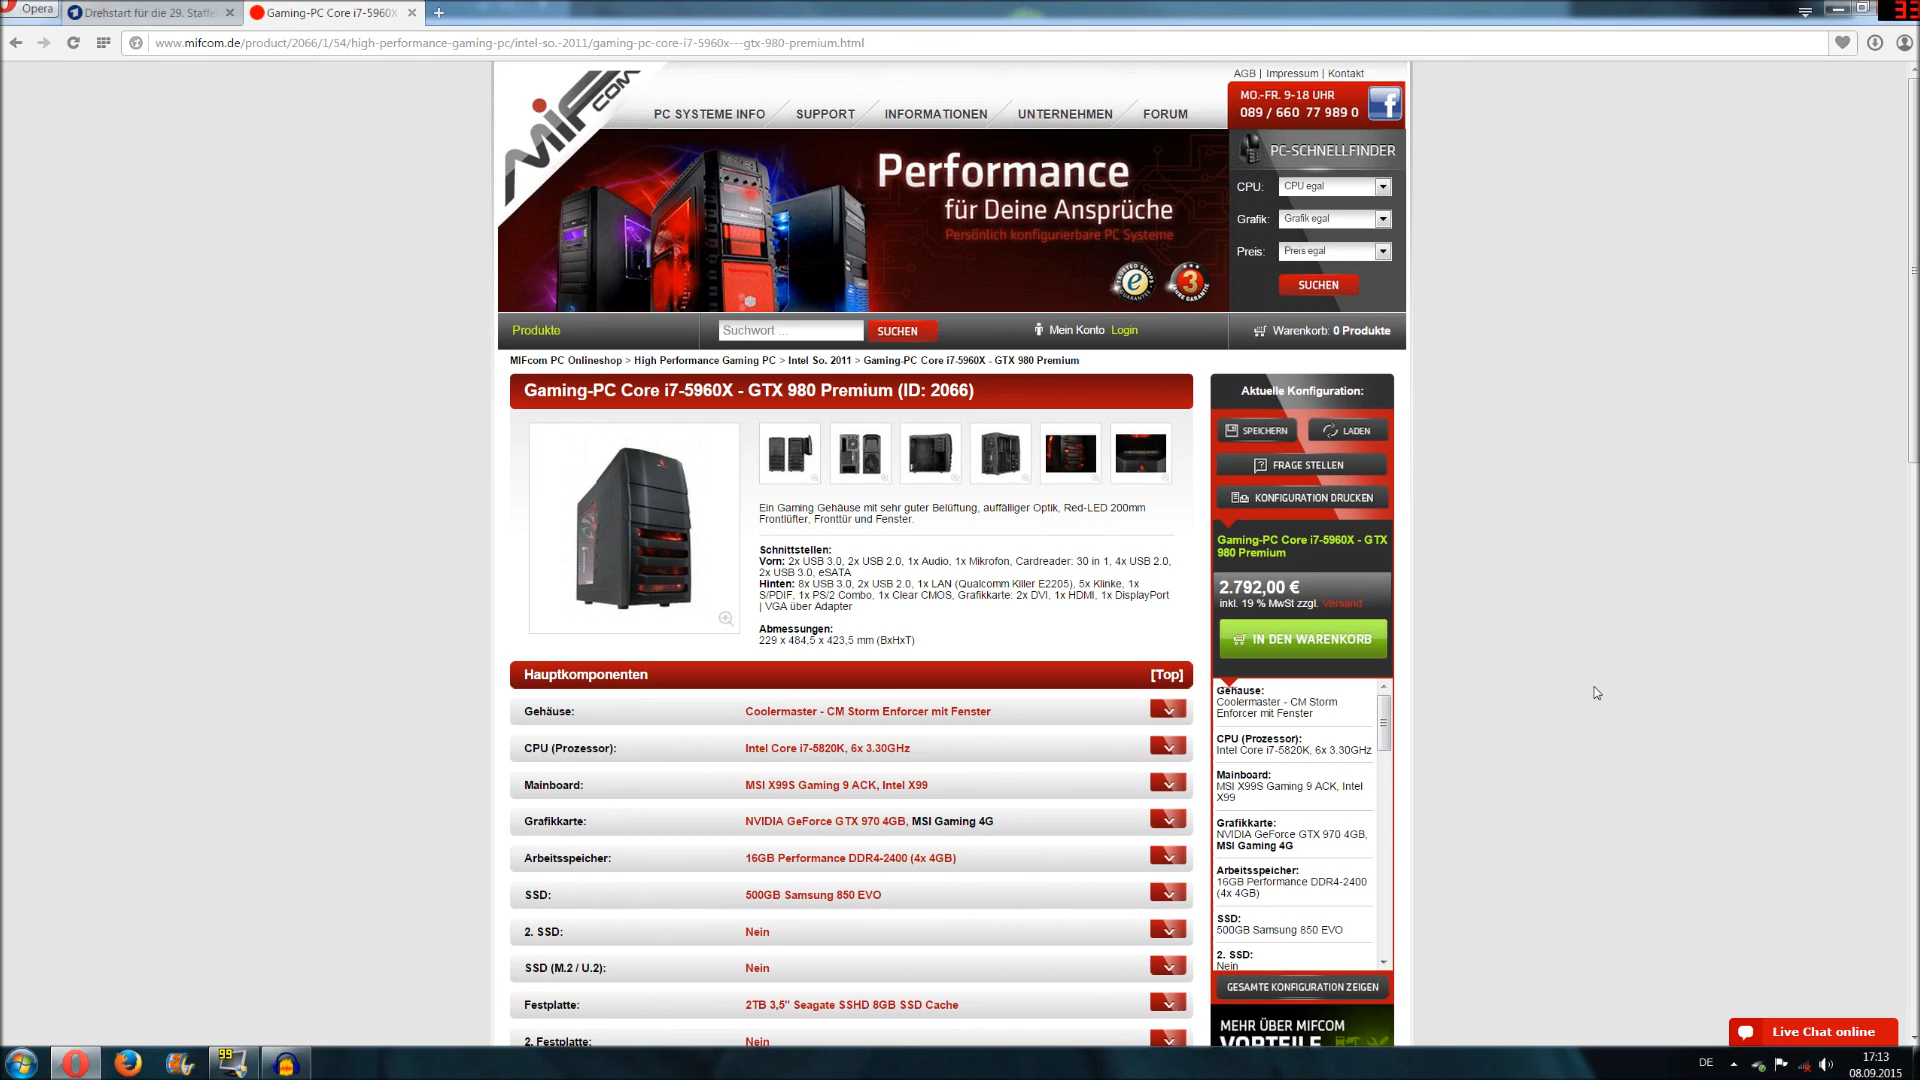 Opera
Drehstart für die 29. Staffel
Gaming-PC Core i7-5960X
33
www.mifcom.de/product/2066/1/54/high-performance-gaming-pc/intel-so.-2011/gaming-pc-core-i7-5960x---gtx-980-premium.html
MIFCOM
AGB | Impressum | Kontakt
PC SYSTEME INFO
SUPPORT
INFORMATIONEN
UNTERNEHMEN
FORUM
MO.-FR. 9-18 UHR
089 / 660 77 989 0
Performance
für Deine Ansprüche
Persönlich konfigurierbare PC Systeme
PC-SCHNELLFINDER
CPU: CPU egal
Grafik: Grafik egal
Preis: Preis egal
SUCHEN
Produkte
Suchwort ...
SUCHEN
Mein Konto Login
Warenkorb: 0 Produkte
MIFcom PC Onlineshop > High Performance Gaming PC > Intel So. 2011 > Gaming-PC Core i7-5960X - GTX 980 Premium
Gaming-PC Core i7-5960X - GTX 980 Premium (ID: 2066)
Ein Gaming Gehäuse mit sehr guter Belüftung, auffälliger Optik, Red-LED 200mm
Frontlüfter, Fronttür und Fenster.
Schnittstellen:
Vorn: 2x USB 3.0, 2x USB 2.0, 1x Audio, 1x Mikrofon, Cardreader: 30 in 1, 4x USB 2.0,
2x USB 3.0, eSATA
Hinten: 8x USB 3.0, 2x USB 2.0, 1x LAN (Qualcomm Killer E2205), 5x Klinke, 1x
S/PDIF, 1x PS/2 Combo, 1x Clear CMOS, Grafikkarte: 2x DVI, 1x HDMI, 1x DisplayPort
| VGA über Adapter
Abmessungen:
229 x 484,5 x 423,5 mm (BxHxT)
Hauptkomponenten
[Top]
Gehäuse: Coolermaster - CM Storm Enforcer mit Fenster
CPU (Prozessor): Intel Core i7-5820K, 6x 3.30GHz
Mainboard: MSI X99S Gaming 9 ACK, Intel X99
Grafikkarte: NVIDIA GeForce GTX 970 4GB, MSI Gaming 4G
Arbeitsspeicher: 16GB Performance DDR4-2400 (4x 4GB)
SSD: 500GB Samsung 850 EVO
2. SSD: Nein
SSD (M.2 / U.2): Nein
Festplatte: 2TB 3,5" Seagate SSHD 8GB SSD Cache
2. Festplatte: Nein
Aktuelle Konfiguration:
SPEICHERN
LADEN
FRAGE STELLEN
KONFIGURATION DRUCKEN
Gaming-PC Core i7-5960X - GTX
980 Premium
2.792,00 €
inkl. 19 % MwSt zzgl. Versand
IN DEN WARENKORB
Gehäuse:
Coolermaster - CM Storm
Enforcer mit Fenster
CPU (Prozessor):
Intel Core i7-5820K, 6x 3.30GHz
Mainboard:
MSI X99S Gaming 9 ACK, Intel
X99
Grafikkarte:
NVIDIA GeForce GTX 970 4GB,
MSI Gaming 4G
Arbeitsspeicher:
16GB Performance DDR4-2400
(4x 4GB)
SSD:
500GB Samsung 850 EVO
2. SSD:
Nein
GESAMTE KONFIGURATION ZEIGEN
MEHR ÜBER MIFCOM
VORTEILE
Live Chat online
99
DE
17:13
08.09.2015